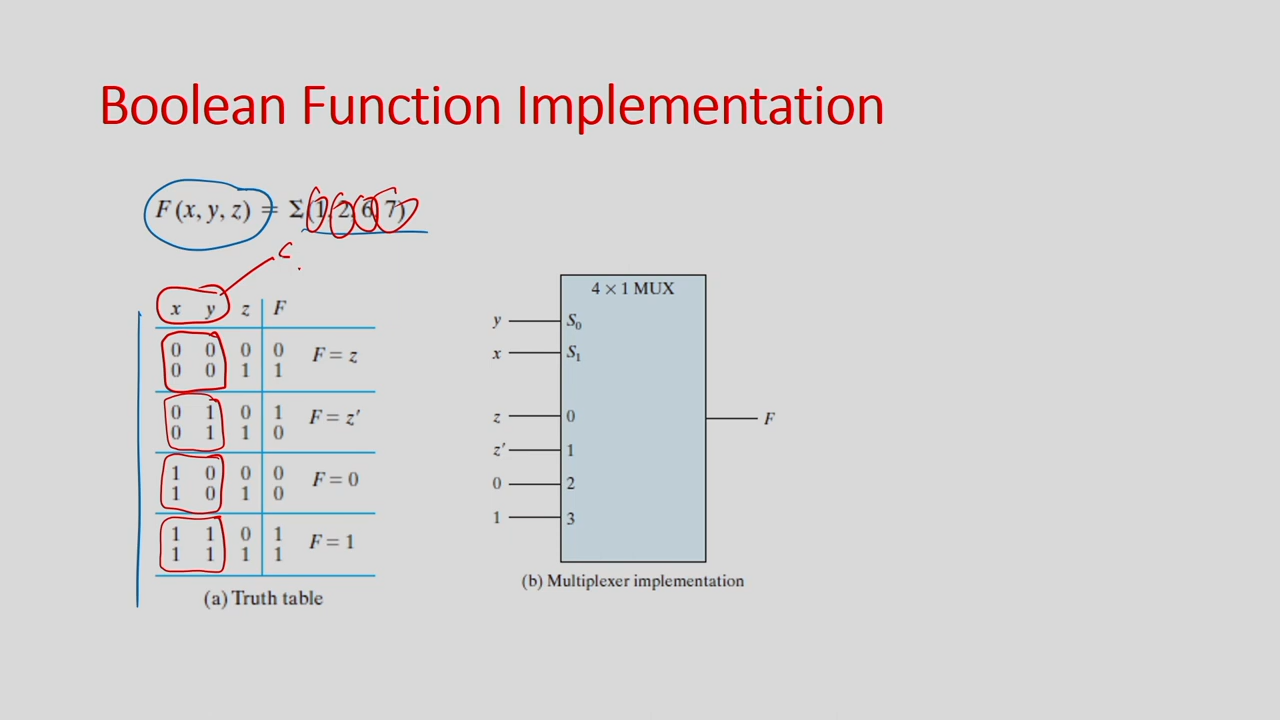 Boolean Function Implementation
F(x, y, z) = Σ(1, 2, 6, 7)
x y z F
0 0 0 0
0 0 1 1
F = z
0 1 0 1
0 1 1 0
F = z′
1 0 0 0
1 0 1 0
F = 0
1 1 0 1
1 1 1 1
F = 1
(a) Truth table
4 × 1 MUX
y S0
x S1
z 0
z′ 1
0 2
1 3
F
(b) Multiplexer implementation